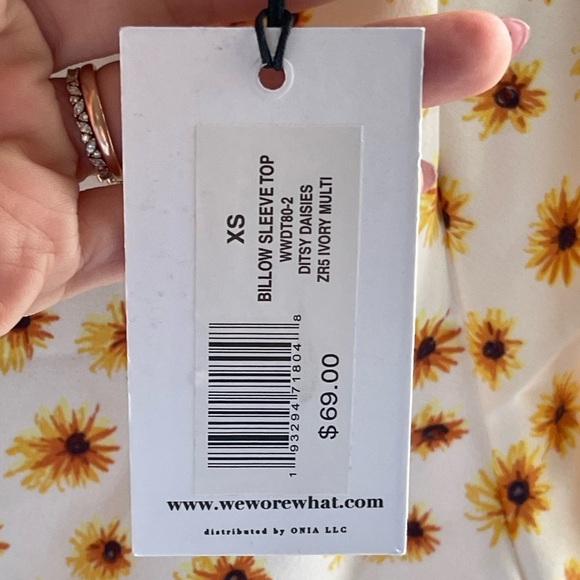 XS
BILLOW SLEEVE TOP
WWDT80-2
DITSY DAISIES
ZR5 IVORY MULTI
1 93294 71804 8
$69.00
www.weworewhat.com
distributed by ONIA LLC